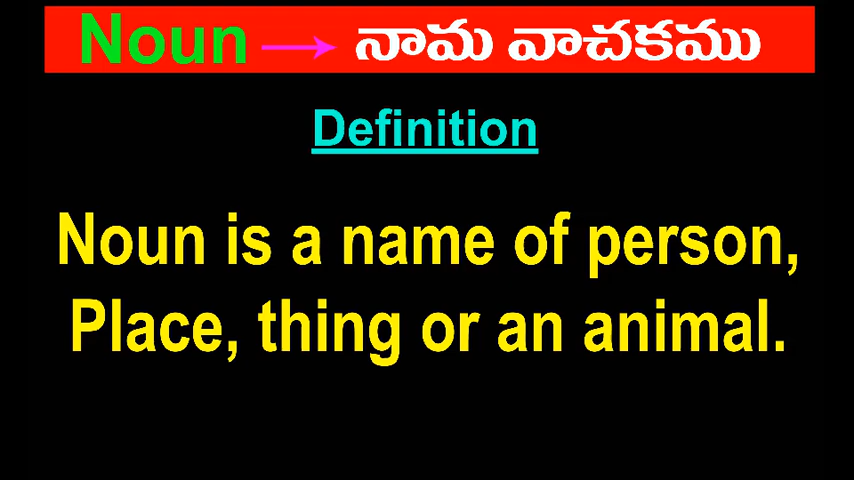 Noun → నామ వాచకము
Definition
Noun is a name of person,
Place, thing or an animal.